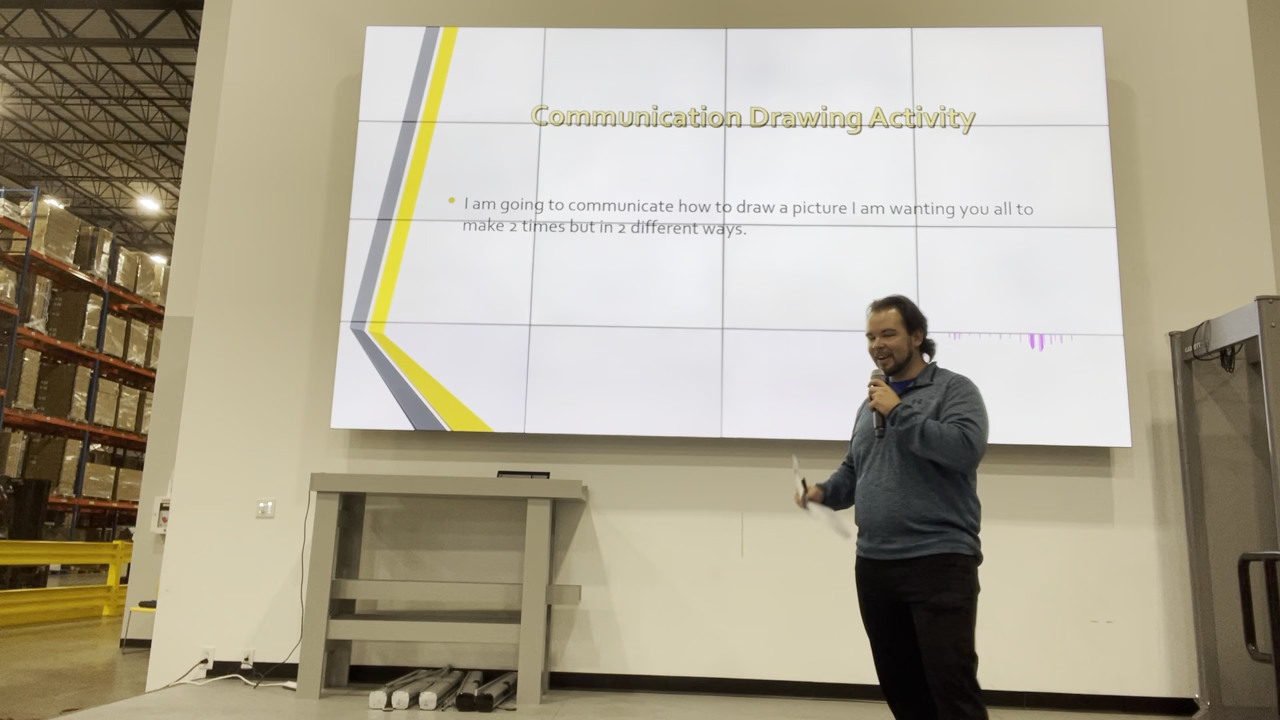 Communication Drawing Activity
I am going to communicate how to draw a picture I am wanting you all to
make 2 times but in 2 different ways.